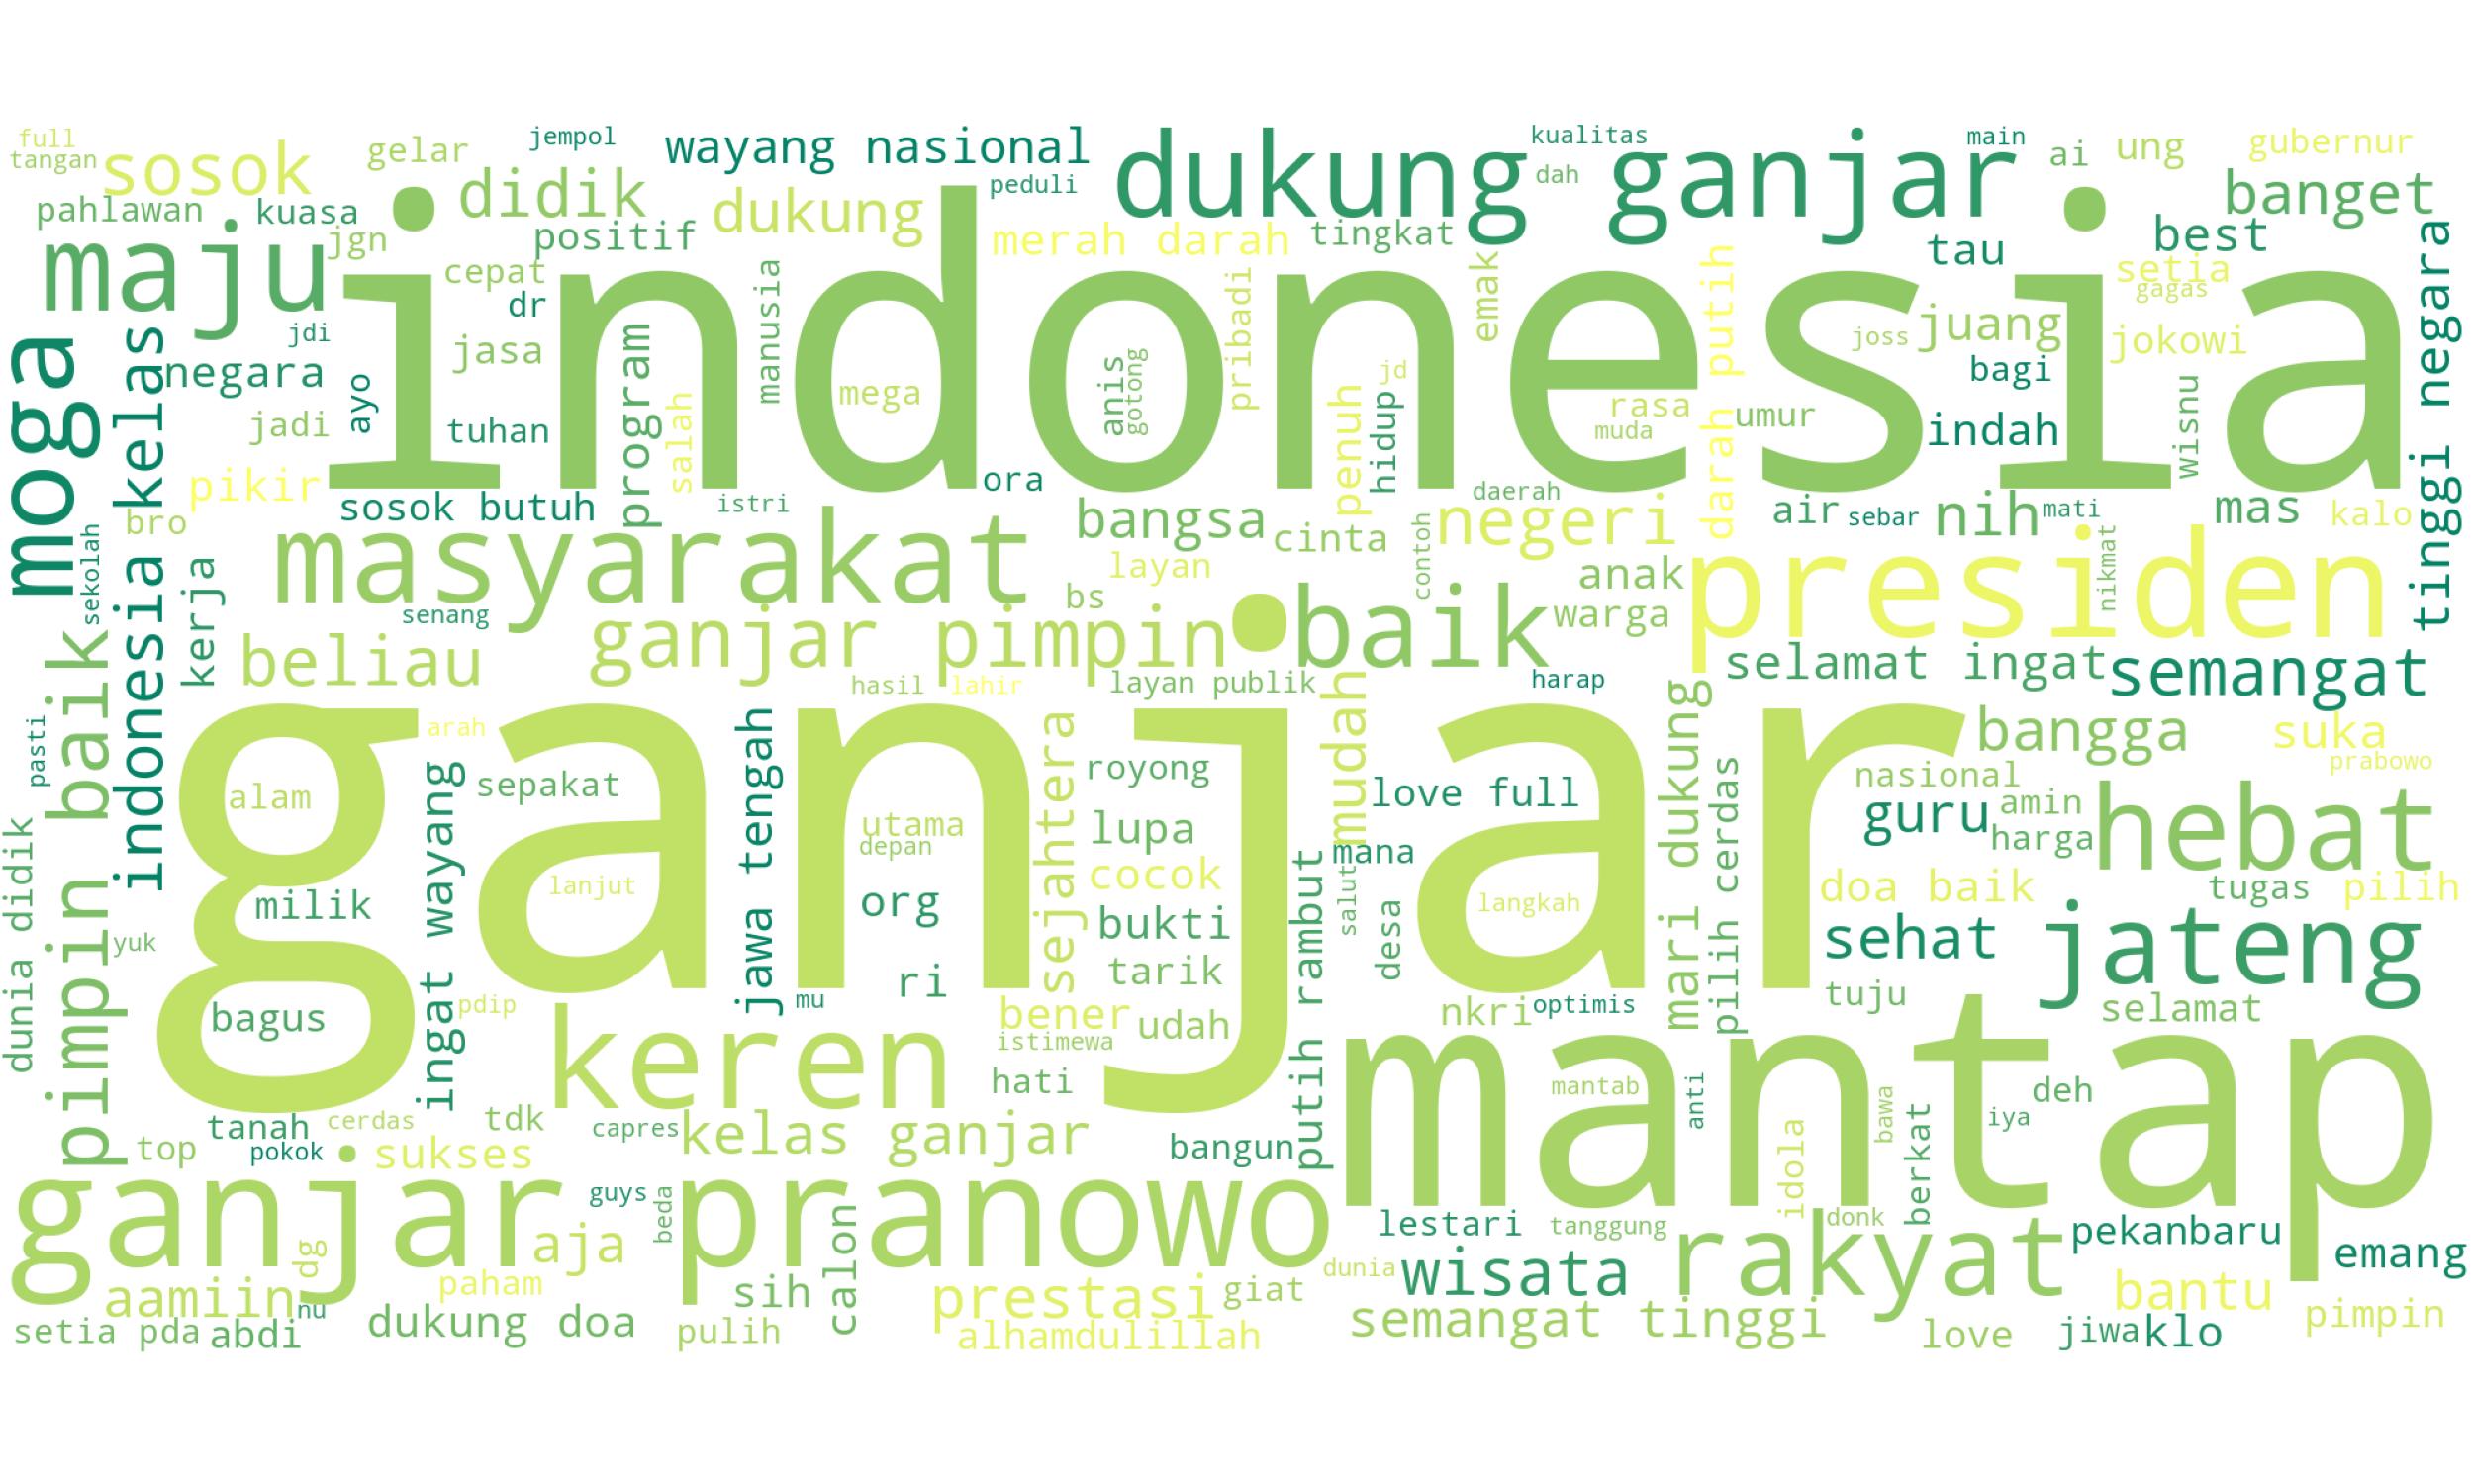 full
tangan
sosok
gelar
jempol
wayang nasional
dukung ganjar
kualitas
main
ai
ung
gubernur
pahlawan
kuasa
didik
dukung
peduli
dah
banget
maju
jgn
positif
merah darah
tingkat
tau
best
indonesia
cepat
dr
manusia
pribadi
emak
darah putih
setia
gagas
tinggi negara
moga
indonesia kelas
jdi
negara
ayo
jasa
program
mega
anis
gotong
jd
rasa
muda
umur
joss
juang
jokowi
bagi
wisnu
jadi
tuhan
salah
penuh
hidup
indah
pikir
sosok butuh
istri
ora
daerah
bro
sekolah
masyarakat
bangsa
cinta
contoh
negeri
air
sebar
nih
mati
mas
kalo
kerja
senang
layan
bs
baik
anak
warga
presiden
nikmat
pimpin baik
beliau
ganjar pimpin
hasil
lahir
layan publik
mudah
harap
selamat ingat
semangat
pasti
ganjar
arah
jawa tengah
sejahtera
royong
mari dukung
bangga
suka
prabowo
alam
ingat wayang
sepakat
love full
pilih cerdas
nasional
guru
amin
harga
hebat
dunia didik
utama
depan
lupa
mana
milik
lanjut
org
cocok
salut
langkah
doa baik
tugas
pilih
yuk
bukti
putih rambut
desa
sehat
jateng
bagus
pdip
mu
ri
tarik
tuju
selamat
keren
bener
istimewa
udah
nkri
optimis
mantap
hati
mantab
anti
bawa
deh
tanah
cerdas
tdk
capres
kelas ganjar
bangun
idola
berkat
iya
top
pokok
sukses
ganjar pranowo
guys
beda
lestari
tanggung
donk
rakyat
pekanbaru
emang
dg
aja
calon
dunia
wisata
aamiin
nu
paham
sih
prestasi
giat
bantu
pimpin
setia pda
abdi
dukung doa
pulih
alhamdulillah
semangat tinggi
love
jiwa
klo